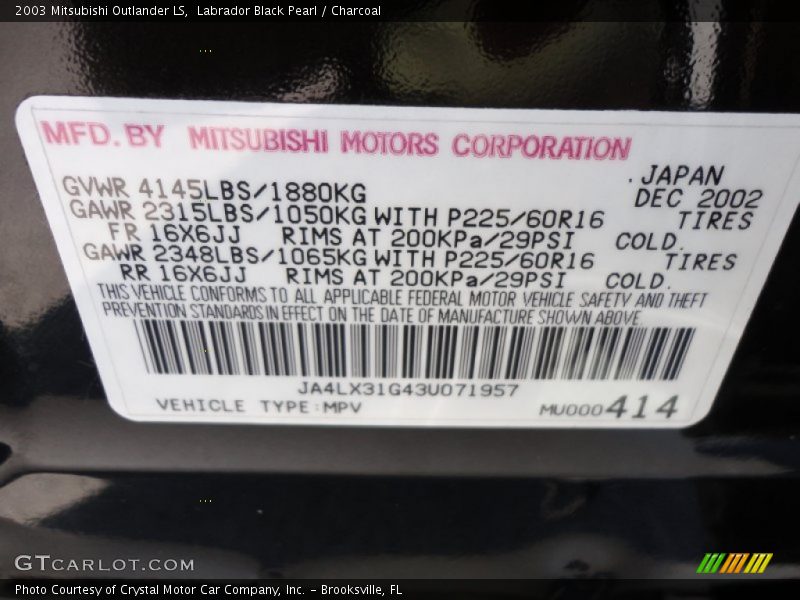 2003 Mitsubishi Outlander LS,  Labrador Black Pearl / Charcoal
MFD. BY MITSUBISHI MOTORS CORPORATION
GVWR 4145LBS/1880KG .JAPAN
DEC 2002
GAWR 2315LBS/1050KG WITH P225/60R16 TIRES
FR 16X6JJ RIMS AT 200KPa/29PSI COLD.
GAWR 2348LBS/1065KG WITH P225/60R16 TIRES
RR 16X6JJ RIMS AT 200KPa/29PSI COLD.
THIS VEHICLE CONFORMS TO ALL APPLICABLE FEDERAL MOTOR VEHICLE SAFETY AND THEFT
PREVENTION STANDARDS IN EFFECT ON THE DATE OF MANUFACTURE SHOWN ABOVE.
JA4LX31G43U071957
VEHICLE TYPE:MPV MU000414
GTCARLOT.COM
Photo Courtesy of Crystal Motor Car Company, Inc. - Brooksville, FL